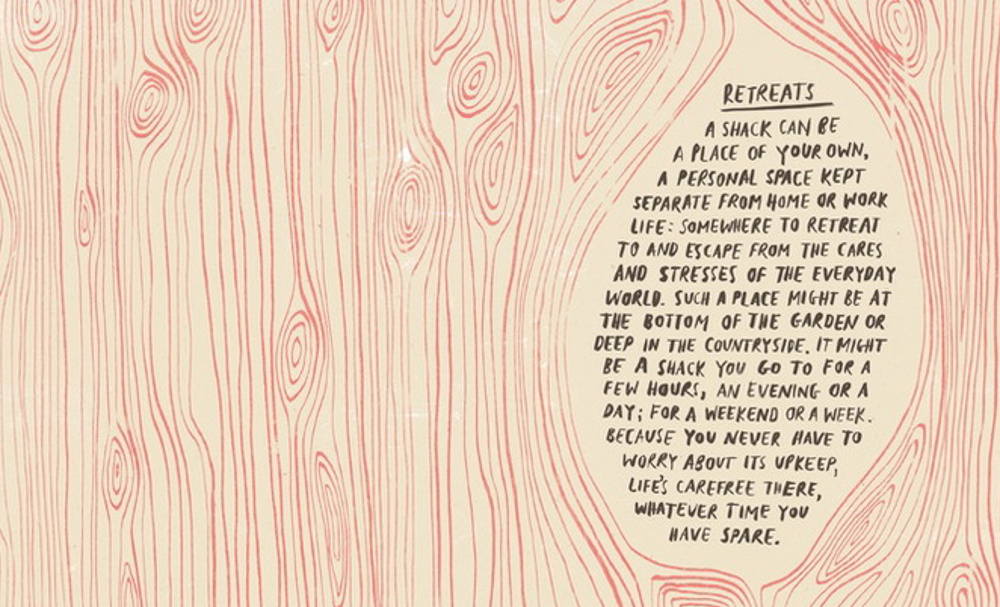 RETREATS
A SHACK CAN BE
A PLACE OF YOUR OWN,
A PERSONAL SPACE KEPT
SEPARATE FROM HOME OR WORK
LIFE: SOMEWHERE TO RETREAT
TO AND ESCAPE FROM THE CARES
AND STRESSES OF THE EVERYDAY
WORLD. SUCH A PLACE MIGHT BE AT
THE BOTTOM OF THE GARDEN OR
DEEP IN THE COUNTRYSIDE. IT MIGHT
BE A SHACK YOU GO TO FOR A
FEW HOURS, AN EVENING OR A
DAY; FOR A WEEKEND OR A WEEK.
BECAUSE YOU NEVER HAVE TO
WORRY ABOUT ITS UPKEEP,
LIFE'S CAREFREE THERE,
WHATEVER TIME YOU
HAVE SPARE.